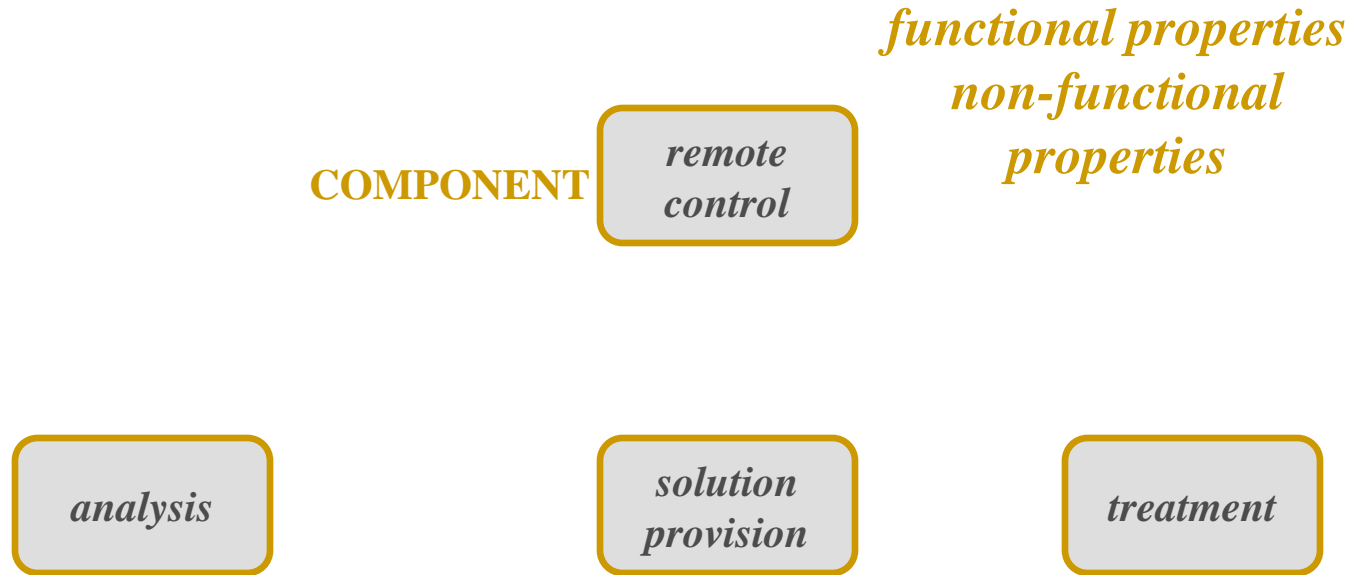 functional properties
non-functional
properties
COMPONENT
remote
control
analysis
solution
provision
treatment